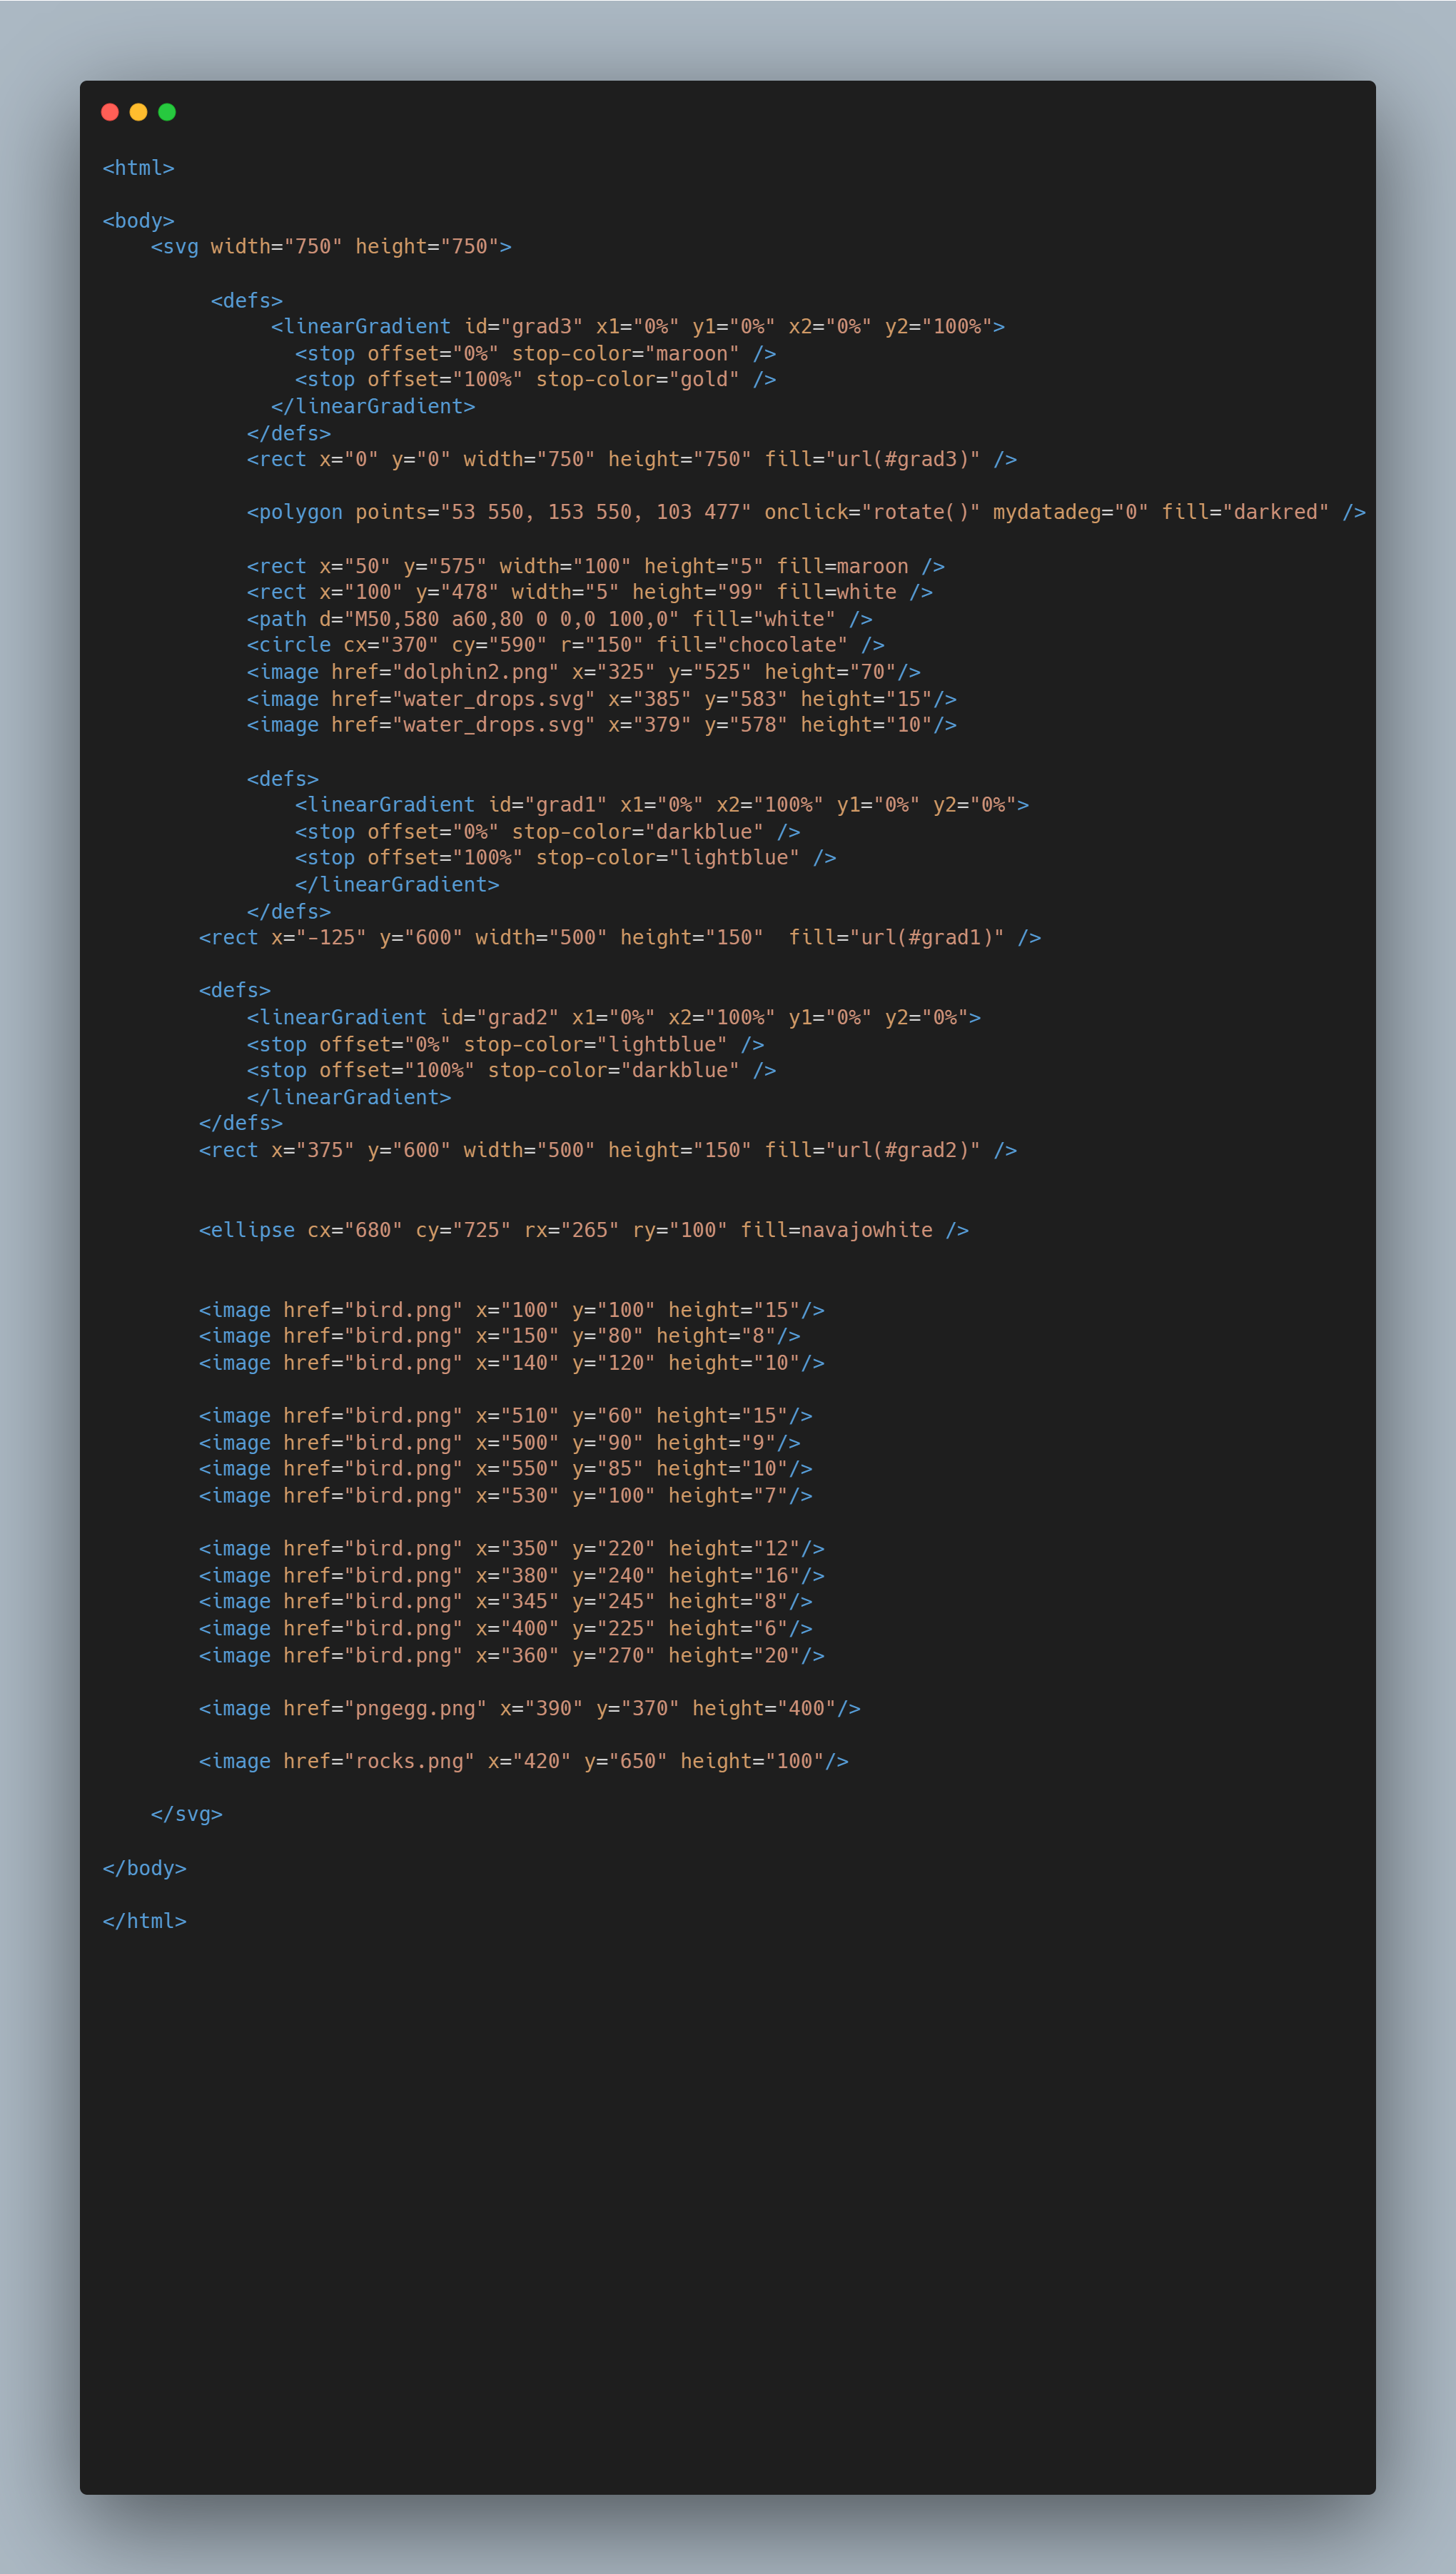 <html>

<body>
    <svg width="750" height="750">

         <defs>
              <linearGradient id="grad3" x1="0%" y1="0%" x2="0%" y2="100%">
                <stop offset="0%" stop-color="maroon" />
                <stop offset="100%" stop-color="gold" />
              </linearGradient>
            </defs>
            <rect x="0" y="0" width="750" height="750" fill="url(#grad3)" />

            <polygon points="53 550, 153 550, 103 477" onclick="rotate()" mydatadeg="0" fill="darkred" />

            <rect x="50" y="575" width="100" height="5" fill=maroon />
            <rect x="100" y="478" width="5" height="99" fill=white />
            <path d="M50,580 a60,80 0 0,0 100,0" fill="white" />
            <circle cx="370" cy="590" r="150" fill="chocolate" />
            <image href="dolphin2.png" x="325" y="525" height="70"/>
            <image href="water_drops.svg" x="385" y="583" height="15"/>
            <image href="water_drops.svg" x="379" y="578" height="10"/>

            <defs>
                <linearGradient id="grad1" x1="0%" x2="100%" y1="0%" y2="0%">
                <stop offset="0%" stop-color="darkblue" />
                <stop offset="100%" stop-color="lightblue" />
                </linearGradient>
            </defs>
        <rect x="-125" y="600" width="500" height="150"  fill="url(#grad1)" />

        <defs>
            <linearGradient id="grad2" x1="0%" x2="100%" y1="0%" y2="0%">
            <stop offset="0%" stop-color="lightblue" />
            <stop offset="100%" stop-color="darkblue" />
            </linearGradient>
        </defs>
        <rect x="375" y="600" width="500" height="150" fill="url(#grad2)" />


        <ellipse cx="680" cy="725" rx="265" ry="100" fill=navajowhite />


        <image href="bird.png" x="100" y="100" height="15"/>
        <image href="bird.png" x="150" y="80" height="8"/>
        <image href="bird.png" x="140" y="120" height="10"/>

        <image href="bird.png" x="510" y="60" height="15"/>
        <image href="bird.png" x="500" y="90" height="9"/>
        <image href="bird.png" x="550" y="85" height="10"/>
        <image href="bird.png" x="530" y="100" height="7"/>

        <image href="bird.png" x="350" y="220" height="12"/>
        <image href="bird.png" x="380" y="240" height="16"/>
        <image href="bird.png" x="345" y="245" height="8"/>
        <image href="bird.png" x="400" y="225" height="6"/>
        <image href="bird.png" x="360" y="270" height="20"/>

        <image href="pngegg.png" x="390" y="370" height="400"/>

        <image href="rocks.png" x="420" y="650" height="100"/>

    </svg>

</body>

</html>